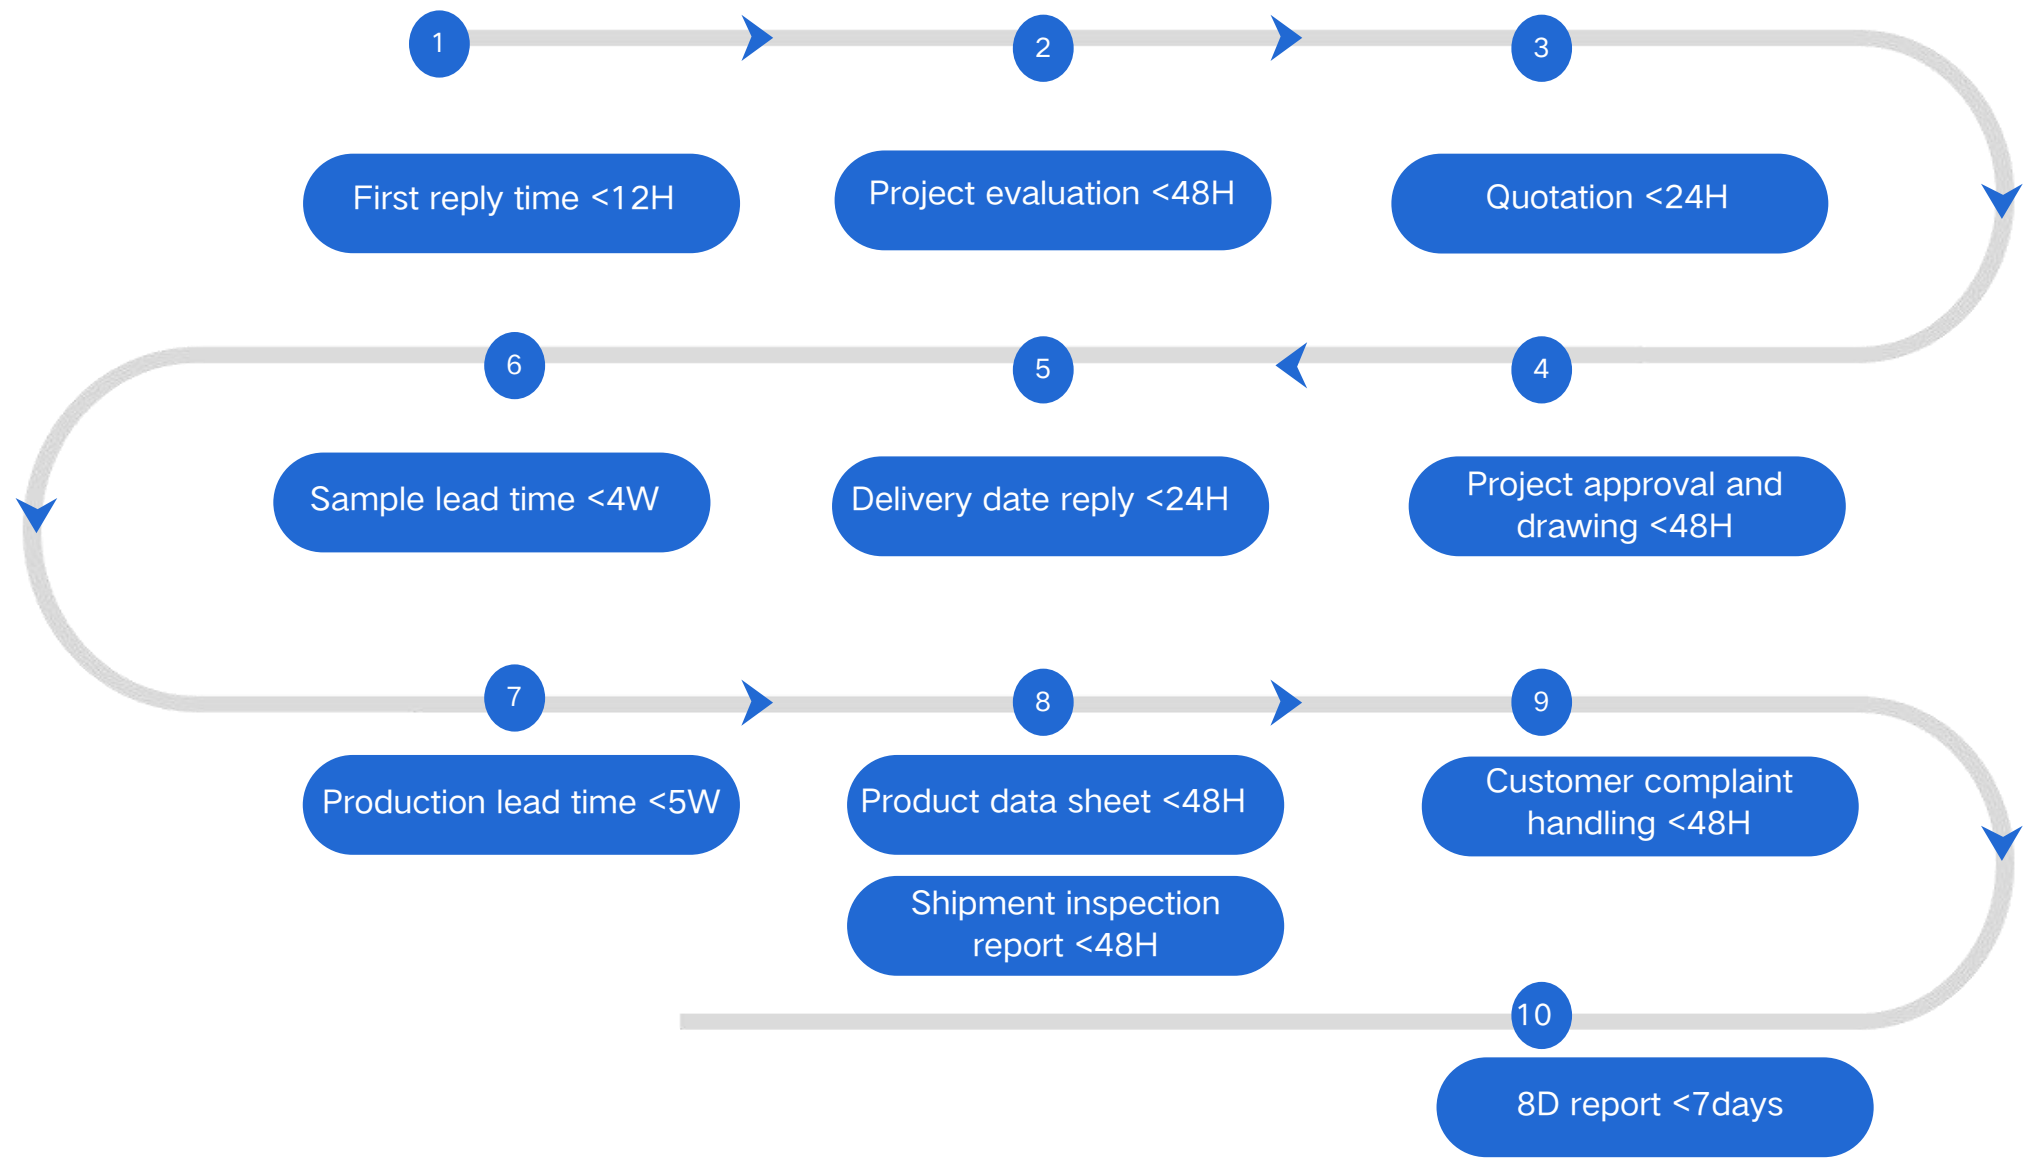 1
2
3
First reply time <12H
Project evaluation <48H
Quotation <24H
6
5
4
Sample lead time <4W
Delivery date reply <24H
Project approval and
drawing <48H
7
8
9
Production lead time <5W
Product data sheet <48H
Customer complaint
handling <48H
Shipment inspection
report <48H
10
8D report <7days